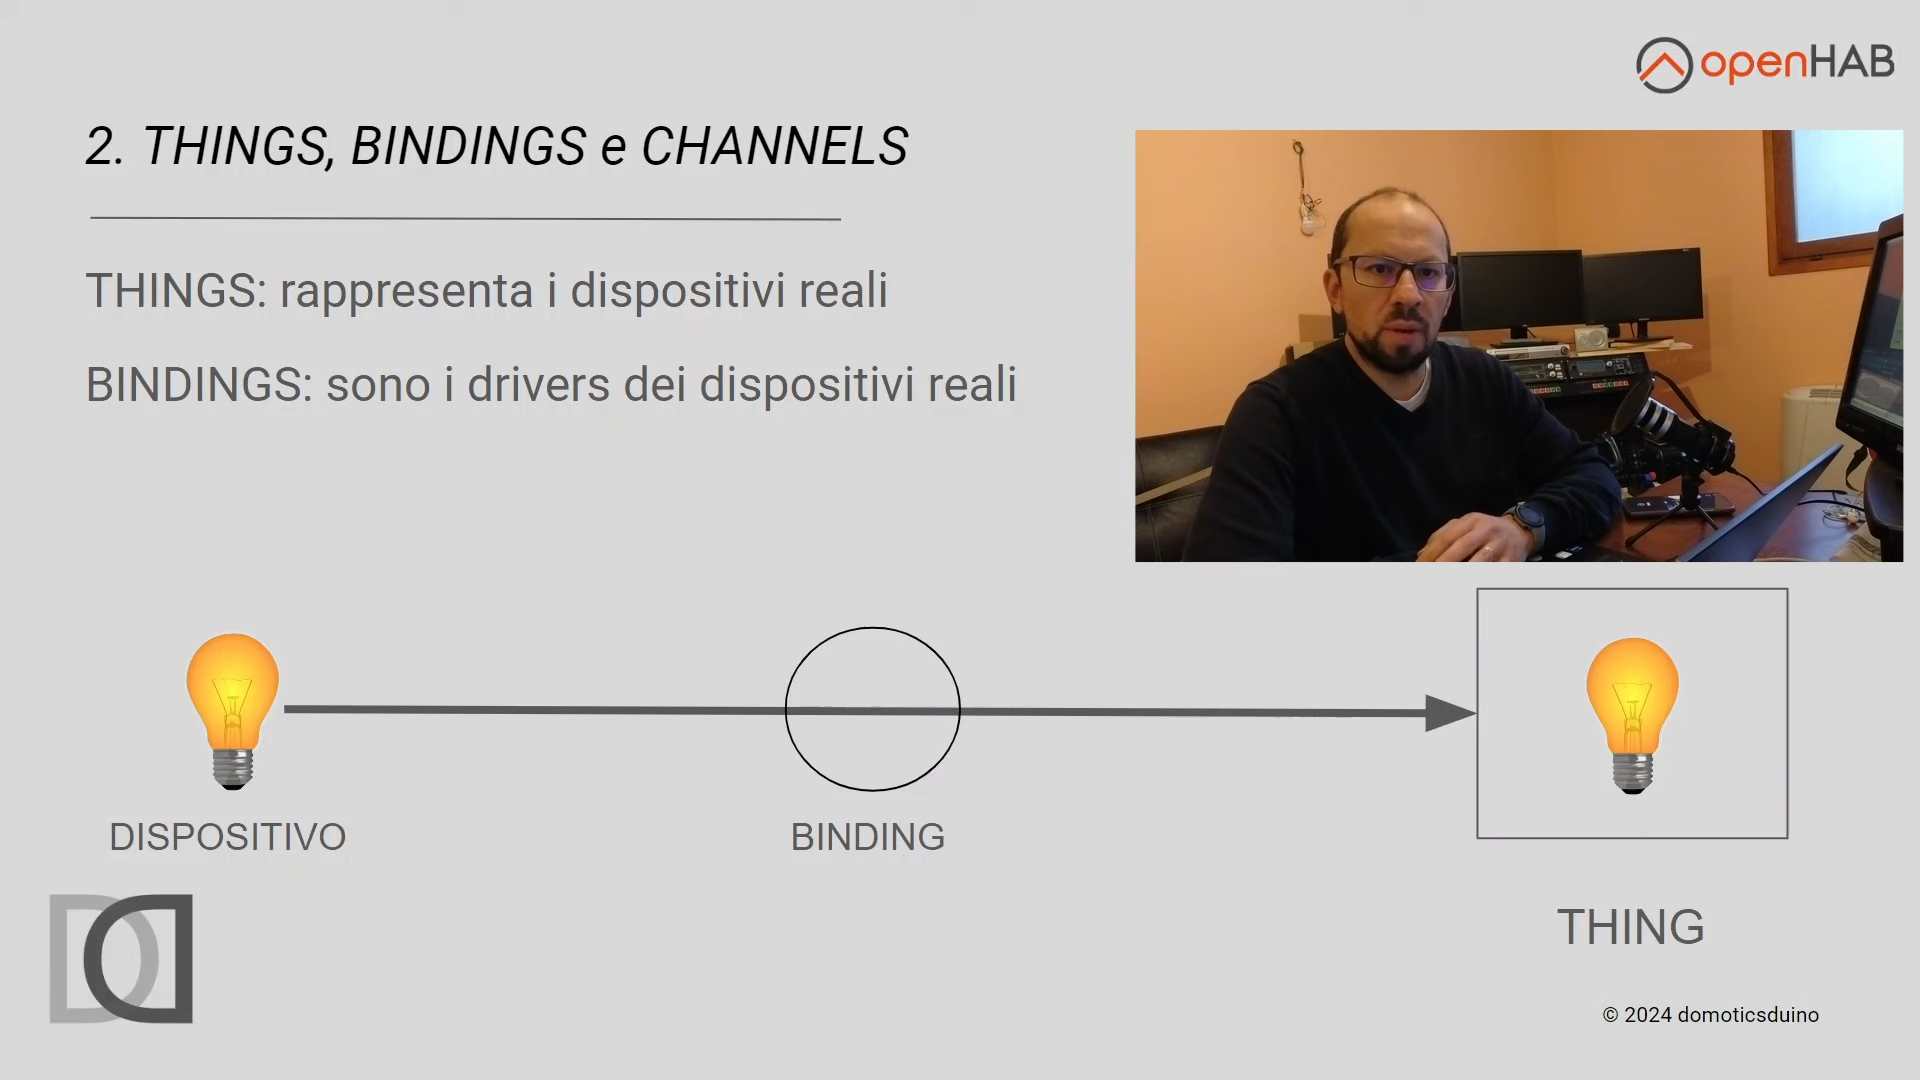 openHAB
2. THINGS, BINDINGS e CHANNELS
THINGS: rappresenta i dispositivi reali
BINDINGS: sono i drivers dei dispositivi reali
DISPOSITIVO
BINDING
THING
© 2024 domoticsduino